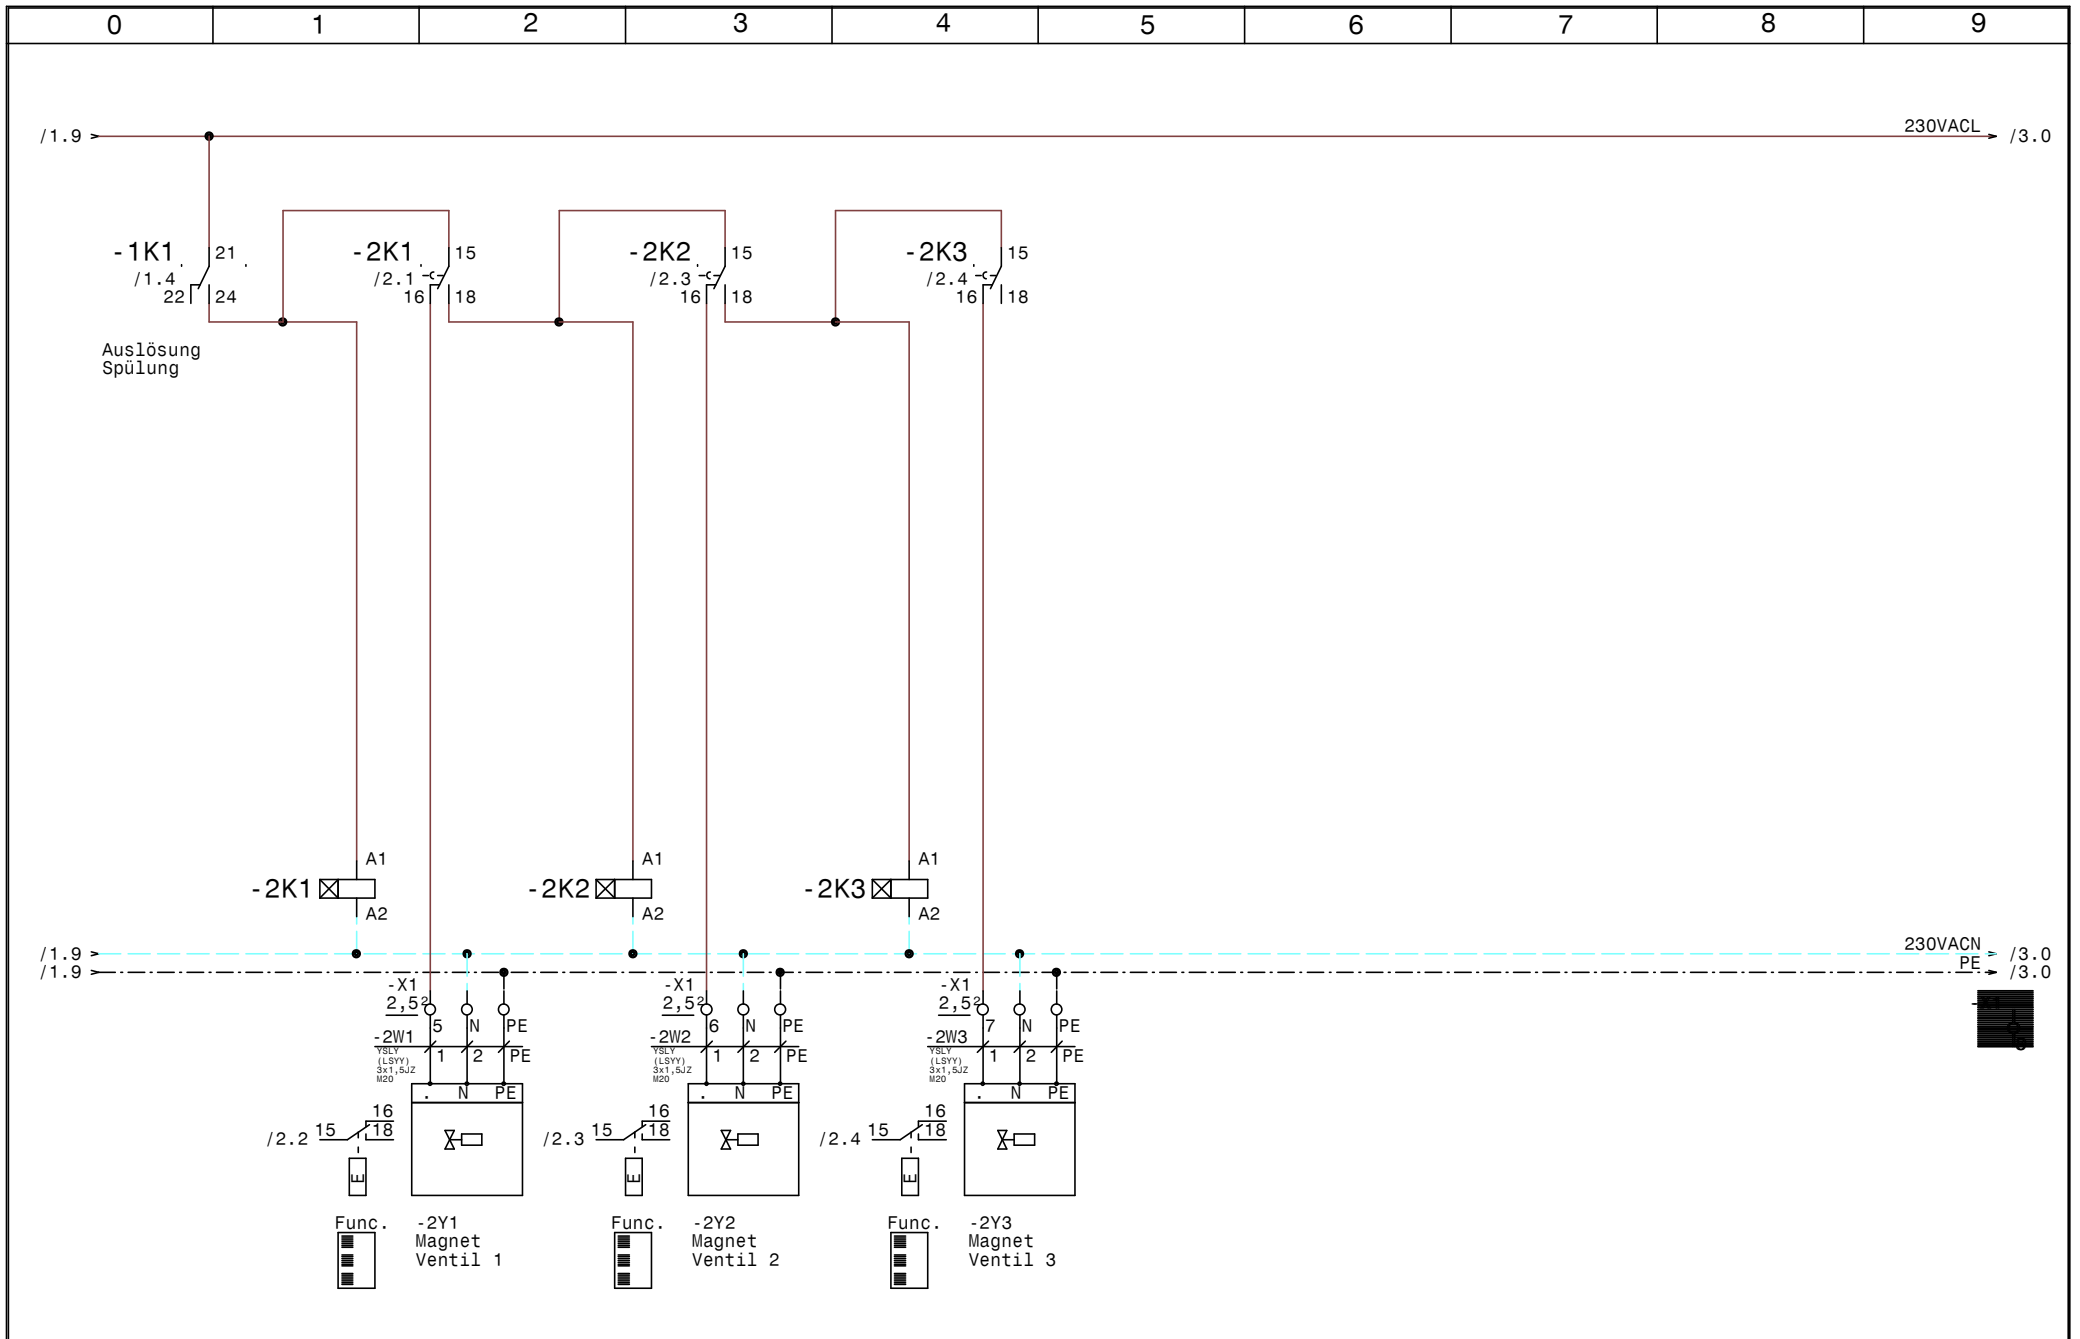 0 1 2 3 4 5 6 7 8 9
230VACL
/1.9 /3.0
-1K1 21 -2K1 15 -2K2 15 -2K3 15
/1.4 /2.1 /2.3 /2.4
22 24 16 18 16 18 16 18
Auslösung
Spülung
A1 A1 A1
-2K1 -2K2 -2K3
A2 A2 A2
230VACN
/1.9 /3.0
PE
/1.9 /3.0
-X1 -X1 -X1
2,5² 2,5² 2,5²
5 N PE 6 N PE 7 N PE
-2W1 -2W2 -2W3
1 2 PE 1 2 PE 1 2 PE
YSLY YSLY YSLY
(LSYY) (LSYY) (LSYY)
3x1,5JZ 3x1,5JZ 3x1,5JZ
M20 M20 M20
. N PE . N PE . N PE
16 16 16
/2.2 15 18 /2.3 15 18 /2.4 15 18
E E E
Func. -2Y1 Func. -2Y2 Func. -2Y3
Magnet Magnet Magnet
Ventil 1 Ventil 2 Ventil 3